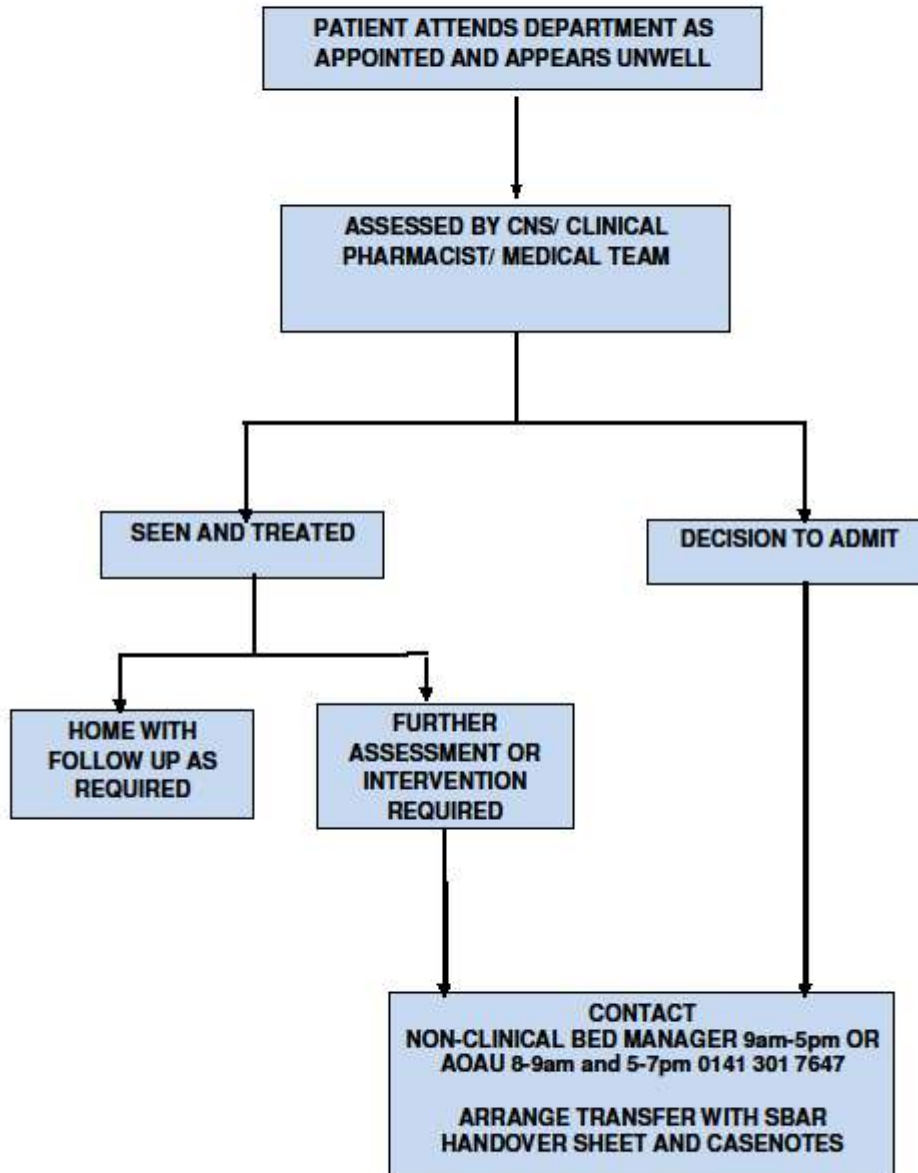 PATIENT ATTENDS DEPARTMENT AS
APPOINTED AND APPEARS UNWELL
ASSESSED BY CNS/ CLINICAL
PHARMACIST/ MEDICAL TEAM
SEEN AND TREATED
DECISION TO ADMIT
HOME WITH
FOLLOW UP AS
REQUIRED
FURTHER
ASSESSMENT OR
INTERVENTION
REQUIRED
CONTACT
NON-CLINICAL BED MANAGER 9am-5pm OR
AOAU 8-9am and 5-7pm 0141 301 7647
ARRANGE TRANSFER WITH SBAR
HANDOVER SHEET AND CASENOTES